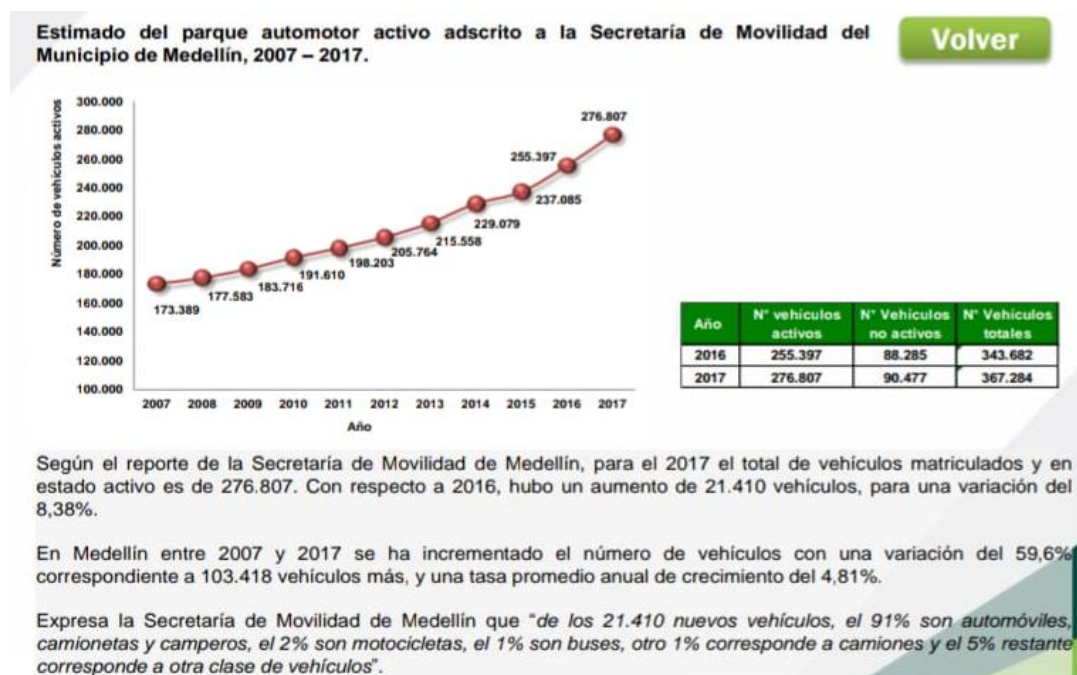 Estimado del parque automotor activo adscrito a la Secretaría de Movilidad del
Municipio de Medellín, 2007 – 2017.
Volver
Número de vehículos activos
300.000
280.000
260.000
240.000
220.000
200.000
180.000
160.000
140.000
120.000
100.000
173.389
177.583
183.716
191.610
198.203
205.764
215.558
229.079
237.085
255.397
276.807
2007 2008 2009 2010 2011 2012 2013 2014 2015 2016 2017
Año
Año N° vehículos activos N° Vehículos no activos N° Vehículos totales
2016 255.397 88.285 343.682
2017 276.807 90.477 367.284
Según el reporte de la Secretaría de Movilidad de Medellín, para el 2017 el total de vehículos matriculados y en
estado activo es de 276.807. Con respecto a 2016, hubo un aumento de 21.410 vehículos, para una variación del
8,38%.
En Medellín entre 2007 y 2017 se ha incrementado el número de vehículos con una variación del 59,6%
correspondiente a 103.418 vehículos más, y una tasa promedio anual de crecimiento del 4,81%.
Expresa la Secretaría de Movilidad de Medellín que "de los 21.410 nuevos vehículos, el 91% son automóviles,
camionetas y camperos, el 2% son motocicletas, el 1% son buses, otro 1% corresponde a camiones y el 5% restante
corresponde a otra clase de vehículos".